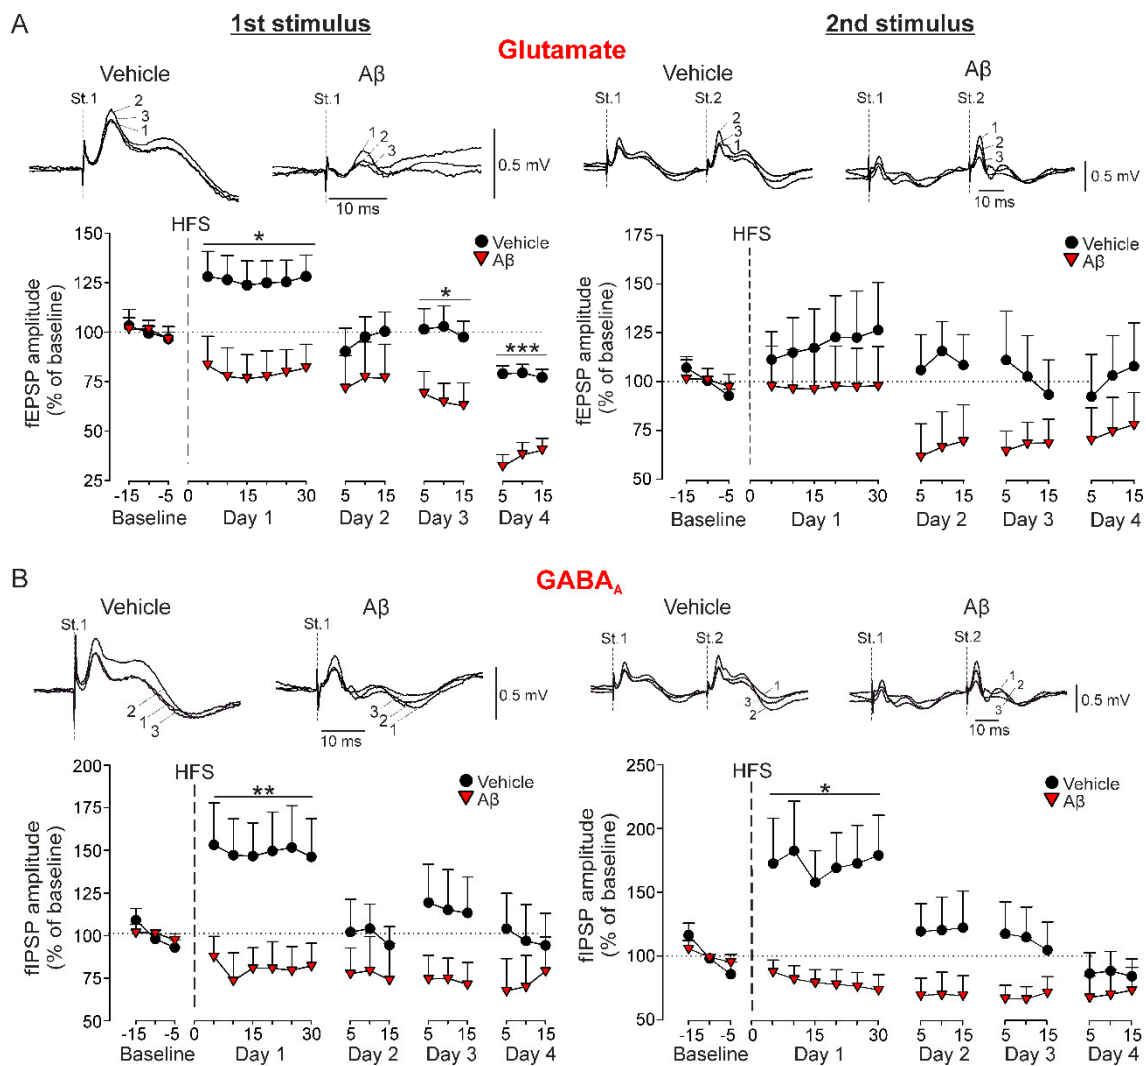 A
1st stimulus
2nd stimulus
Glutamate
Vehicle
Aβ
Vehicle
Aβ
St.1
2
3
1
St.1
1
2
3
0.5 mV
10 ms
St.1
St.2
2
3
1
St.1
St.2
1
2
3
0.5 mV
10 ms
HFS
Vehicle
Aβ
*
*
***
150
125
100
75
50
25
fEPSP amplitude
(% of baseline)
-15 -5 0 15 30 5 15 5 15 5 15
Baseline Day 1 Day 2 Day 3 Day 4
HFS
Vehicle
Aβ
175
150
125
100
75
50
fEPSP amplitude
(% of baseline)
-15 -5 0 15 30 5 15 5 15 5 15
Baseline Day 1 Day 2 Day 3 Day 4
B
GABAA
Vehicle
Aβ
Vehicle
Aβ
St.1
2
1
3
St.1
3
2
1
0.5 mV
10 ms
St.1
St.2
1
3
2
St.1
St.2
1
2
3
0.5 mV
10 ms
HFS
Vehicle
Aβ
**
200
175
150
125
100
75
50
fIPSP amplitude
(% of baseline)
-15 -5 0 15 30 5 15 5 15 5 15
Baseline Day 1 Day 2 Day 3 Day 4
HFS
Vehicle
Aβ
*
250
200
150
100
50
fIPSP amplitude
(% of baseline)
-15 -5 0 15 30 5 15 5 15 5 15
Baseline Day 1 Day 2 Day 3 Day 4